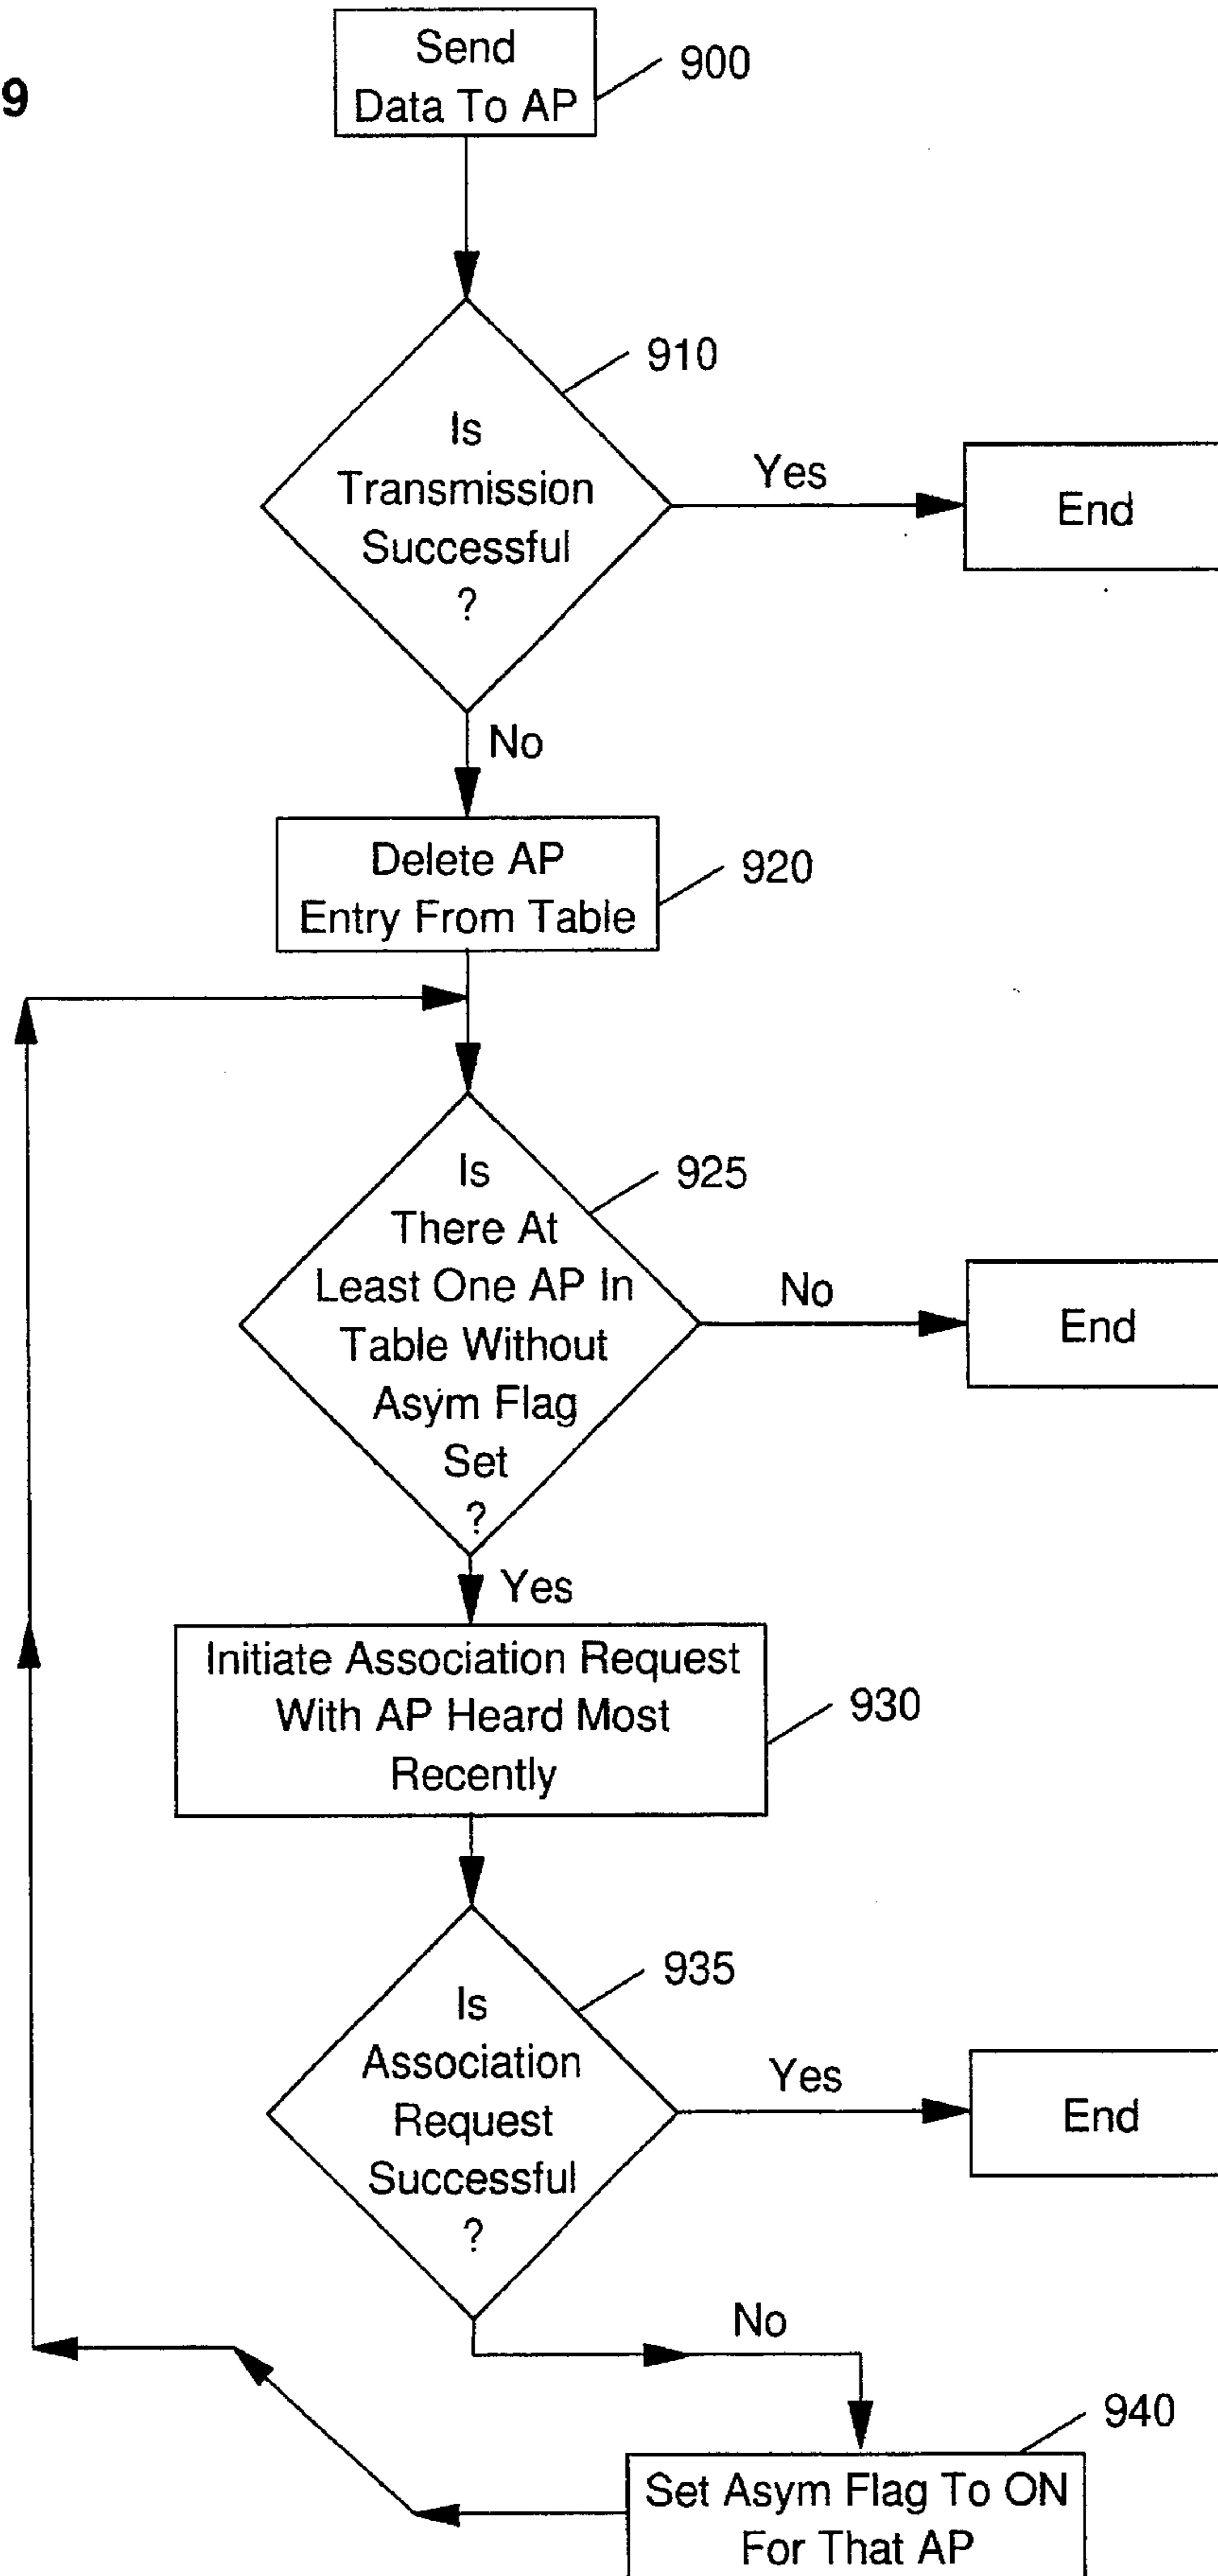 9
Send
Data To AP
900
910
Is
Transmission
Successful
?
Yes
End
No
Delete AP
Entry From Table
920
925
Is
There At
Least One AP In
Table Without
Asym Flag
Set
?
No
End
Yes
Initiate Association Request
With AP Heard Most
Recently
930
935
Is
Association
Request
Successful
?
Yes
End
No
940
Set Asym Flag To ON
For That AP